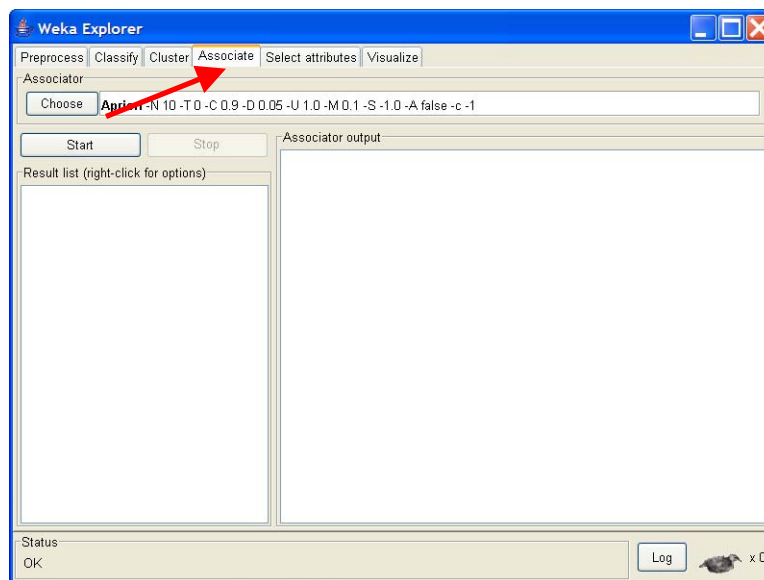 Weka Explorer
Preprocess Classify Cluster Associate Select attributes Visualize
Associator
Choose Apriori -N 10 -T 0 -C 0.9 -D 0.05 -U 1.0 -M 0.1 -S -1.0 -A false -c -1
Start Stop
Associator output
Result list (right-click for options)
Status
OK
Log
x 0